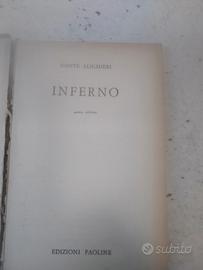 DANTE ALIGHIERI
INFERNO
EDIZIONI PAOLINE
subito